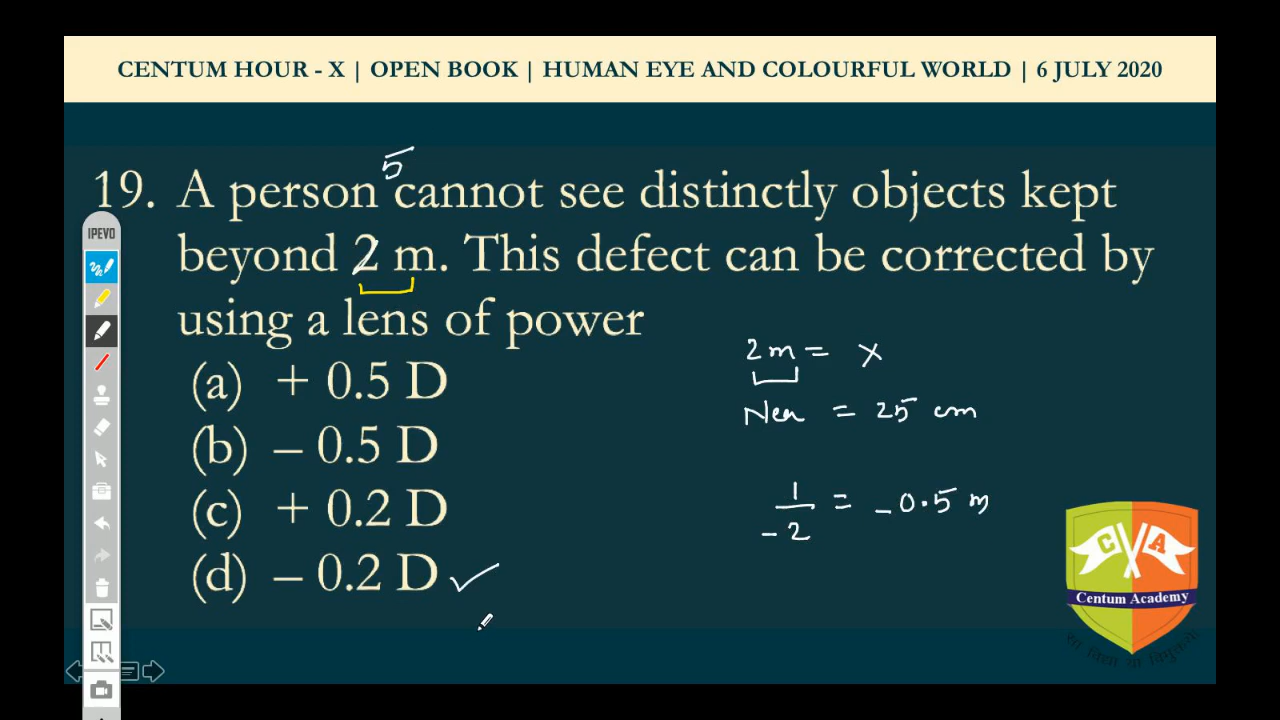 CENTUM HOUR - X | OPEN BOOK | HUMAN EYE AND COLOURFUL WORLD | 6 JULY 2020
5
19. A person cannot see distinctly objects kept
beyond 2 m. This defect can be corrected by
using a lens of power
(a) + 0.5 D
(b) – 0.5 D
(c) + 0.2 D
(d) – 0.2 D ✓
2m = x
= 25 cm
1/-2 = -0.5 m
IPEVO
C A
Centum Academy
सा विद्या या विमुक्तये